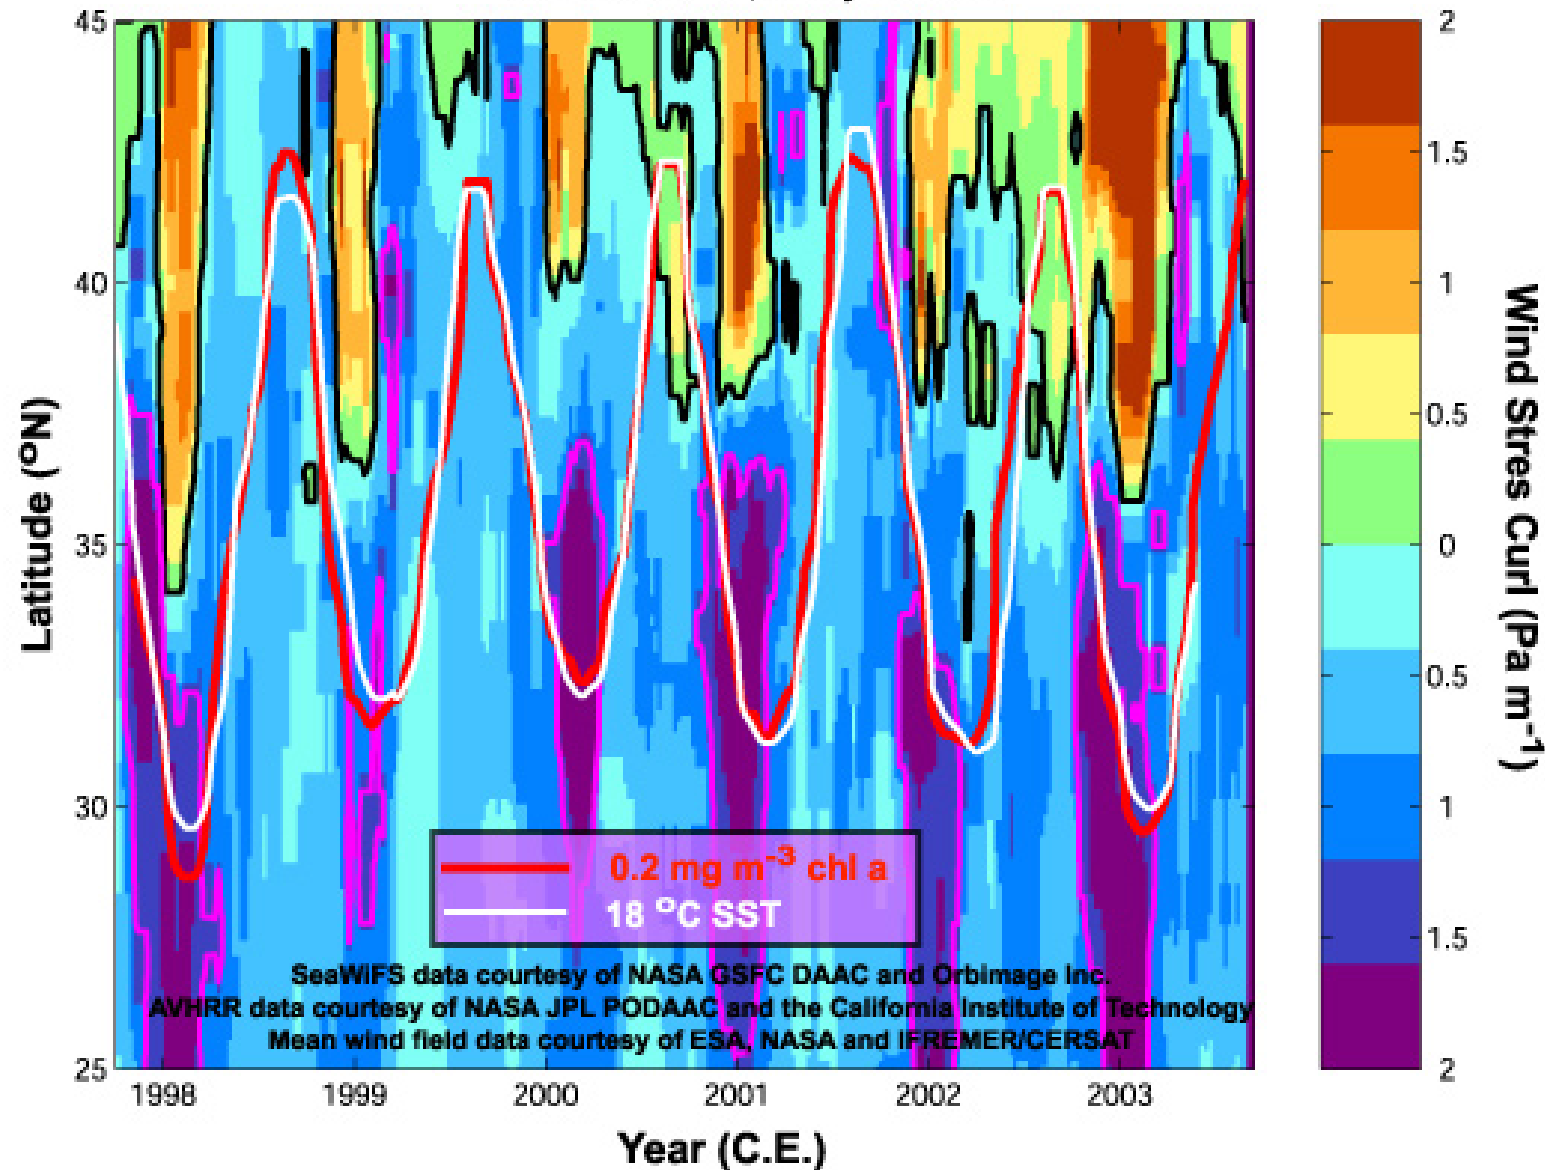 45
40
35
30
25
Latitude (ᴼN)
1998
1999
2000
2001
2002
2003
Year (C.E.)
0.2 mg m⁻³ chl a
18 ᴼC SST
SeaWiFS data courtesy of NASA GSFC DAAC and Orbimage Inc.
AVHRR data courtesy of NASA JPL PODAAC and the California Institute of Technology
Mean wind field data courtesy of ESA, NASA and IFREMER/CERSAT
2
1.5
1
0.5
0
0.5
1
1.5
2
Wind Stres Curl (Pa m⁻¹)